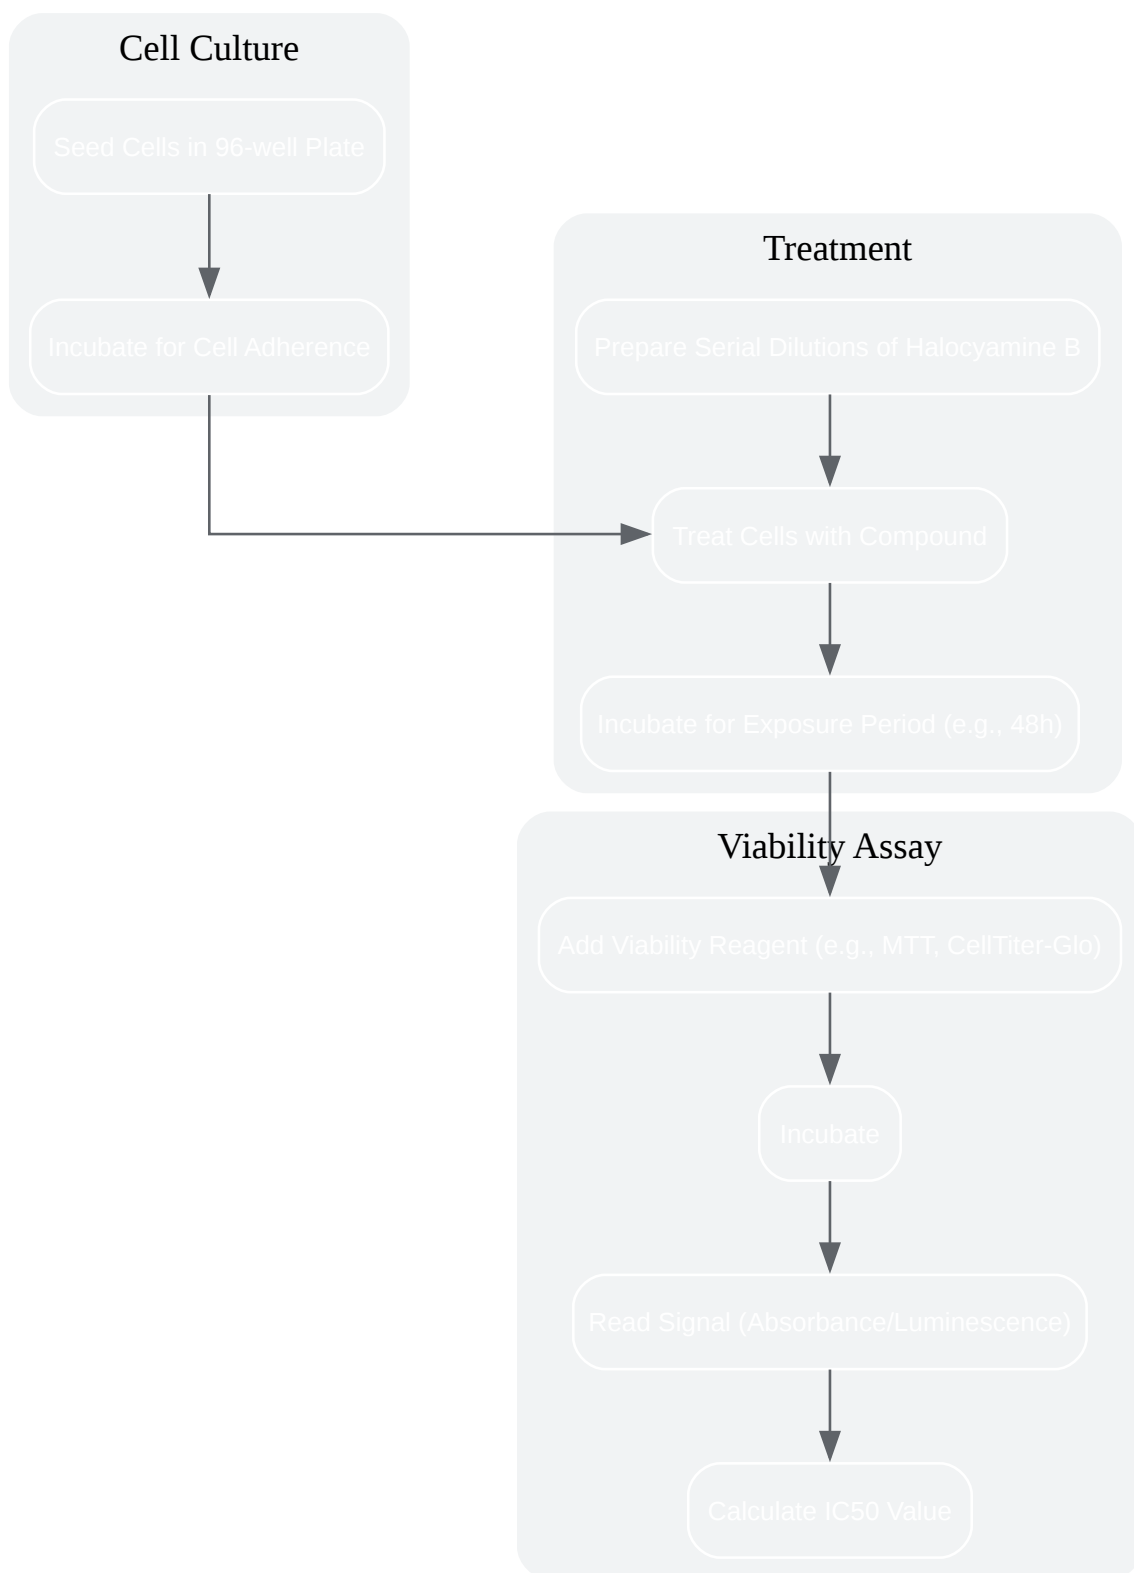 Cell Culture
Seed Cells in 96-well Plate
Incubate for Cell Adherence
Treatment
Prepare Serial Dilutions of Halocyamine B
Treat Cells with Compound
Incubate for Exposure Period (e.g., 48h)
Viability Assay
Add Viability Reagent (e.g., MTT, CellTiter-Glo)
Incubate
Read Signal (Absorbance/Luminescence)
Calculate IC50 Value